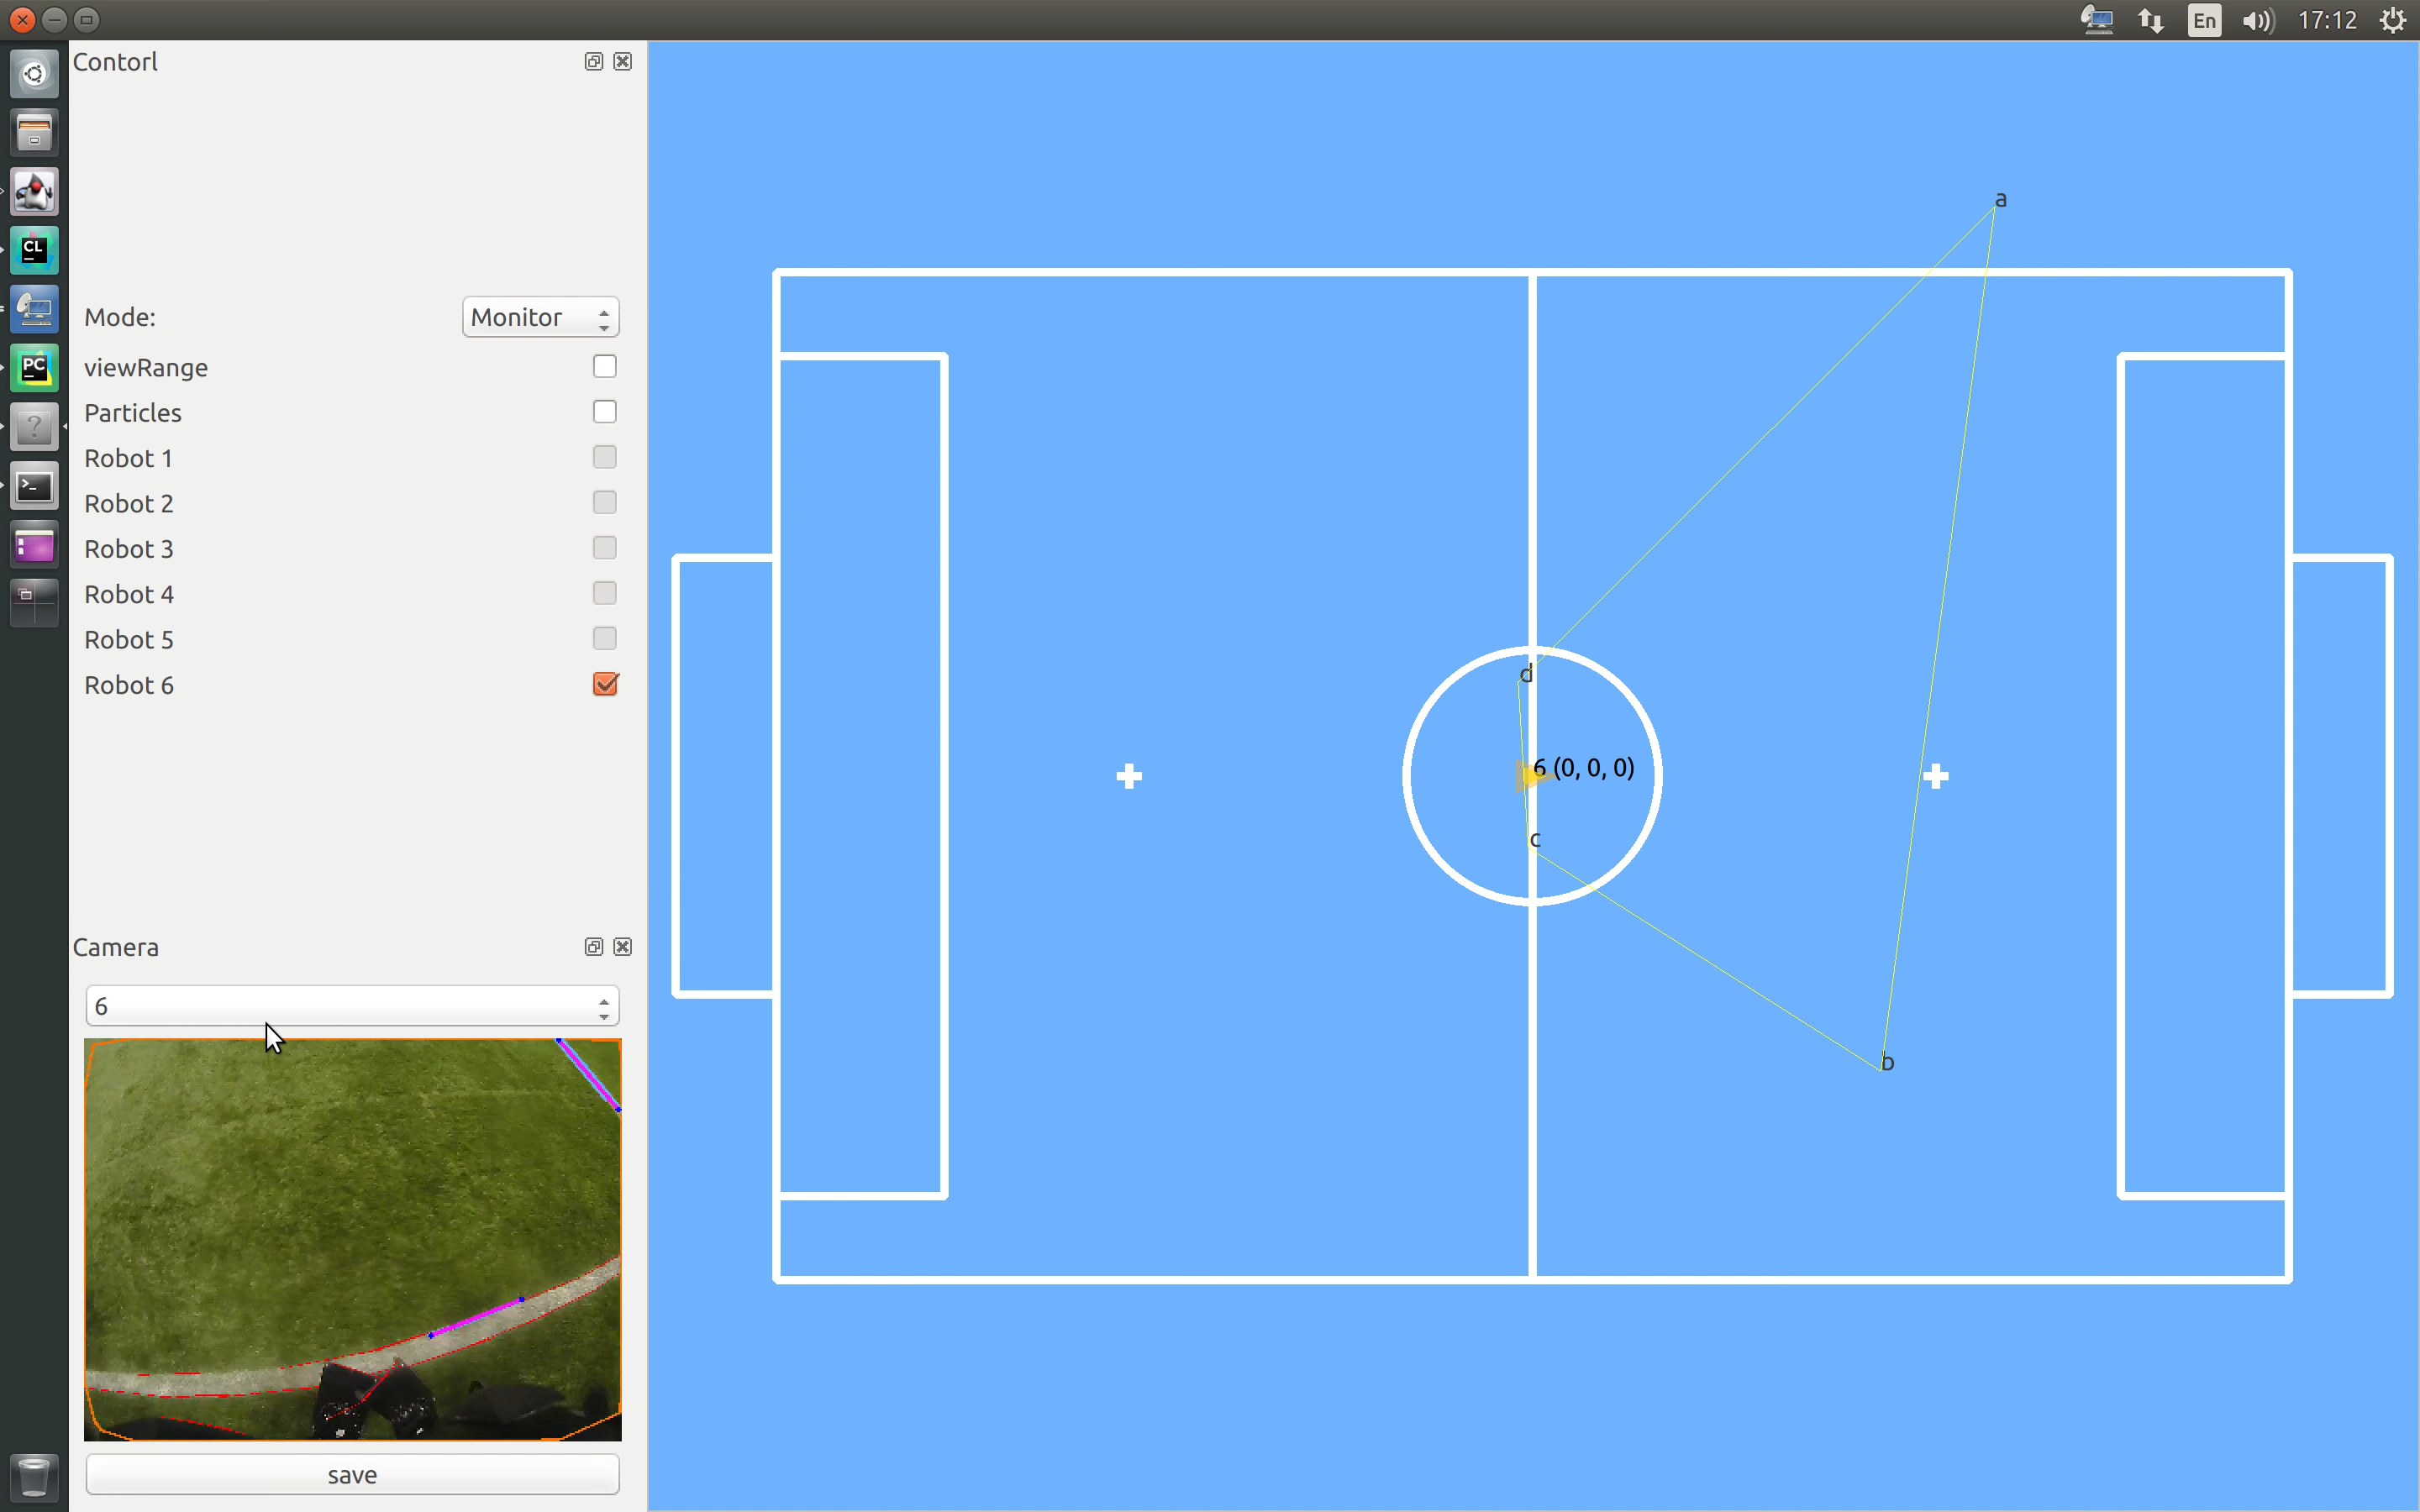 En
17:12
Contorl
Mode:
Monitor
viewRange
Particles
Robot 1
Robot 2
Robot 3
Robot 4
Robot 5
Robot 6
Camera
6
save
CL
PC
?
>_
a
d
6 (0, 0, 0)
c
b